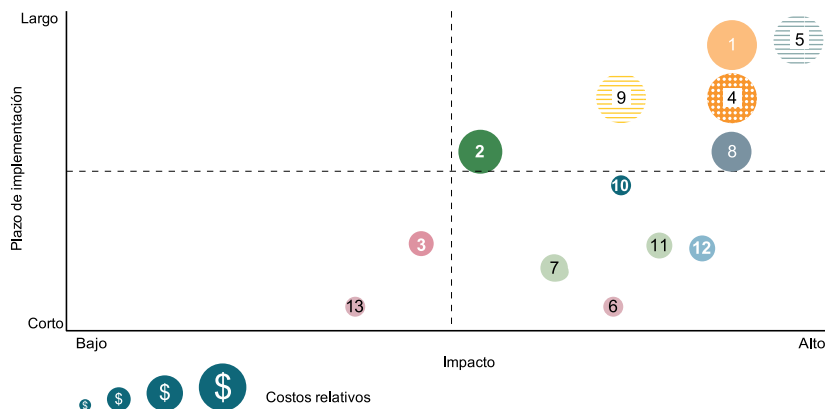 Largo
5
1
9
4
2
8
10
3
11
12
7
13
6
Plazo de implementación
Corto
Bajo
Alto
Impacto
$ $ $ $ Costos relativos